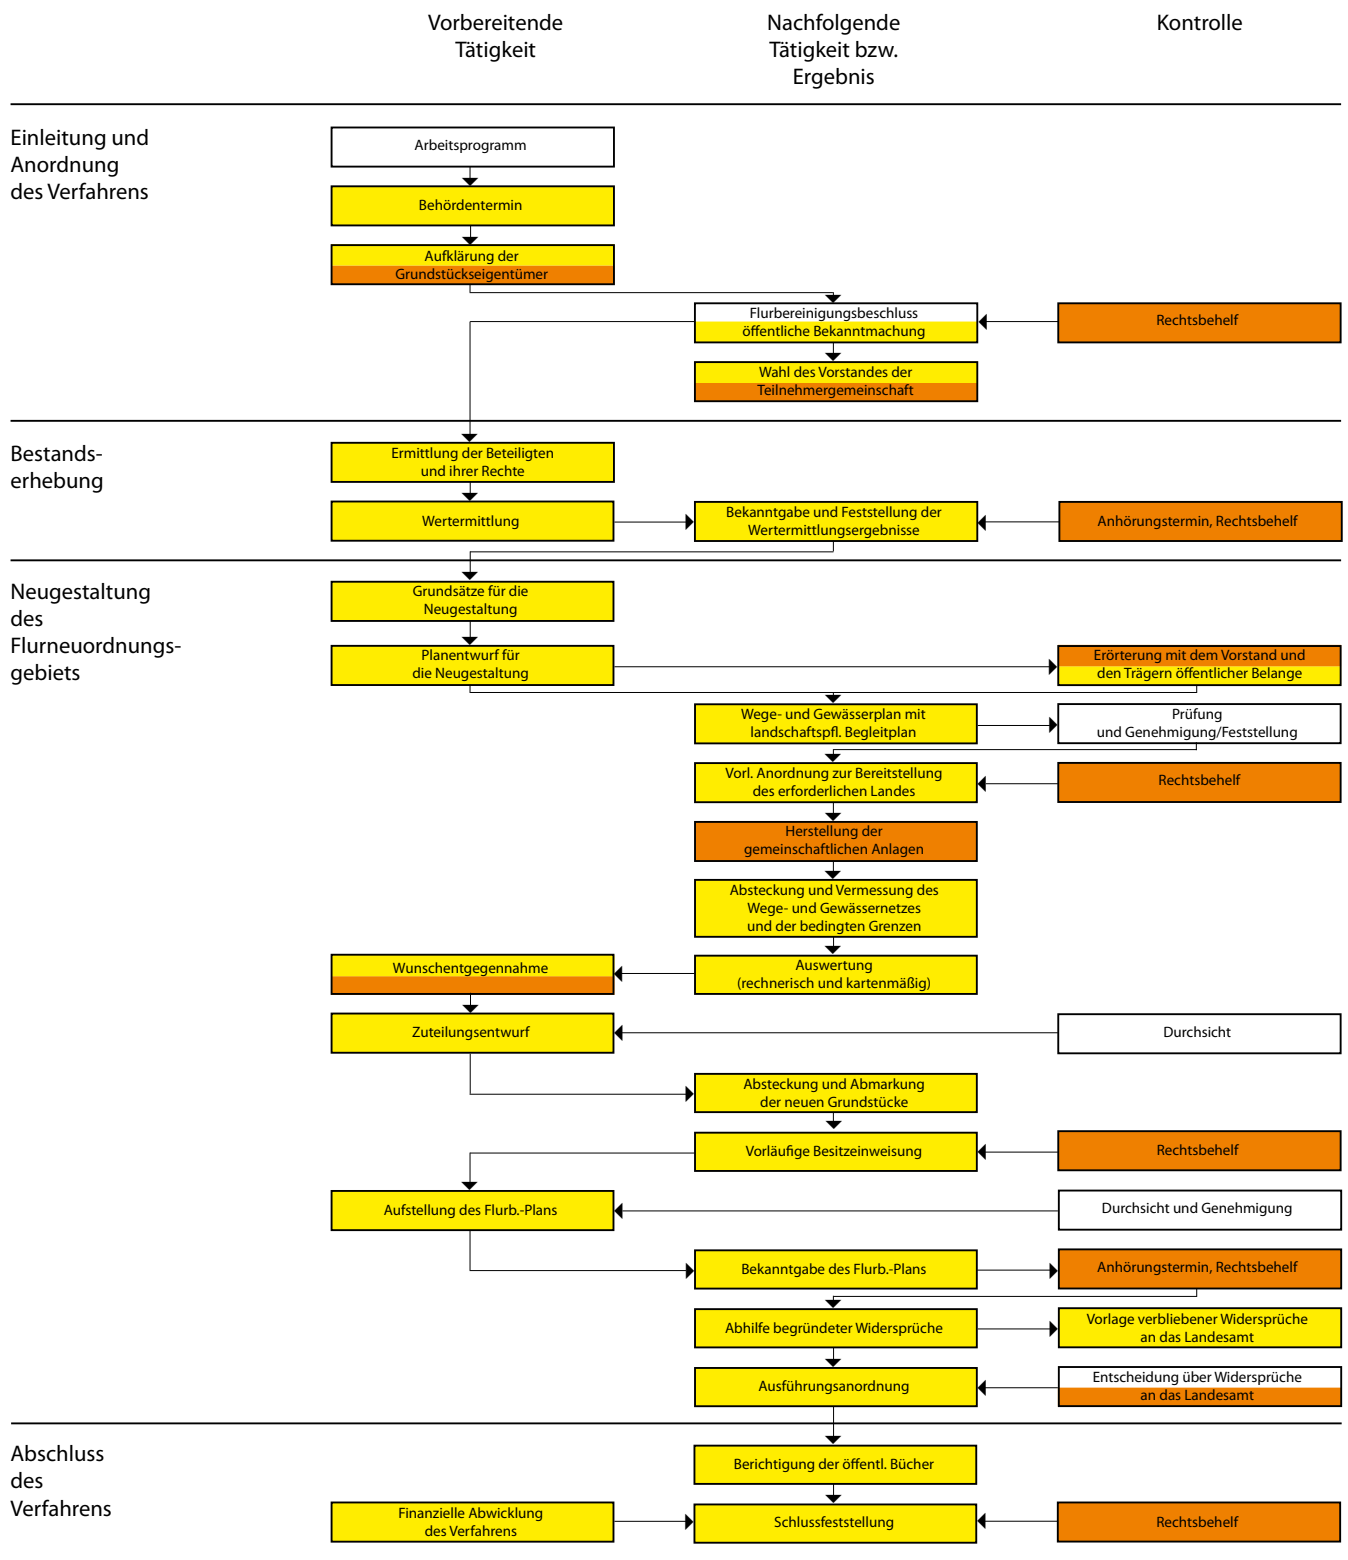 Vorbereitende
Tätigkeit
Nachfolgende
Tätigkeit bzw.
Ergebnis
Kontrolle
Einleitung und
Anordnung
des Verfahrens
Arbeitsprogramm
Behördentermin
Aufklärung der
Grundstückseigentümer
Flurbereinigungsbeschluss
öffentliche Bekanntmachung
Rechtsbehelf
Wahl des Vorstandes der
Teilnehmergemeinschaft
Bestands-
erhebung
Ermittlung der Beteiligten
und ihrer Rechte
Wertermittlung
Bekanntgabe und Feststellung der
Wertermittlungsergebnisse
Anhörungstermin, Rechtsbehelf
Neugestaltung
des
Flurneuordnungs-
gebiets
Grundsätze für die
Neugestaltung
Planentwurf für
die Neugestaltung
Erörterung mit dem Vorstand und
den Trägern öffentlicher Belange
Wege- und Gewässerplan mit
landschaftspfl. Begleitplan
Prüfung
und Genehmigung/Feststellung
Vorl. Anordnung zur Bereitstellung
des erforderlichen Landes
Rechtsbehelf
Herstellung der
gemeinschaftlichen Anlagen
Absteckung und Vermessung des
Wege- und Gewässernetzes
und der bedingten Grenzen
Wunschentgegennahme
Auswertung
(rechnerisch und kartenmäßig)
Zuteilungsentwurf
Durchsicht
Absteckung und Abmarkung
der neuen Grundstücke
Vorläufige Besitzeinweisung
Rechtsbehelf
Aufstellung des Flurb.-Plans
Durchsicht und Genehmigung
Bekanntgabe des Flurb.-Plans
Anhörungstermin, Rechtsbehelf
Abhilfe begründeter Widersprüche
Vorlage verbliebener Widersprüche
an das Landesamt
Ausführungsanordnung
Entscheidung über Widersprüche
an das Landesamt
Abschluss
des
Verfahrens
Berichtigung der öffentl. Bücher
Finanzielle Abwicklung
des Verfahrens
Schlussfeststellung
Rechtsbehelf